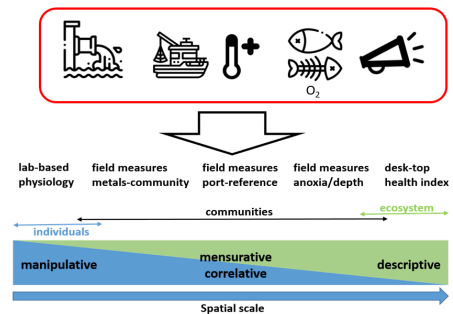 O2
lab-based field measures field measures field measures desk-top
physiology metals-community port-reference anoxia/depth health index
ecosystem
communities
individuals
manipulative mensurative descriptive
correlative
Spatial scale